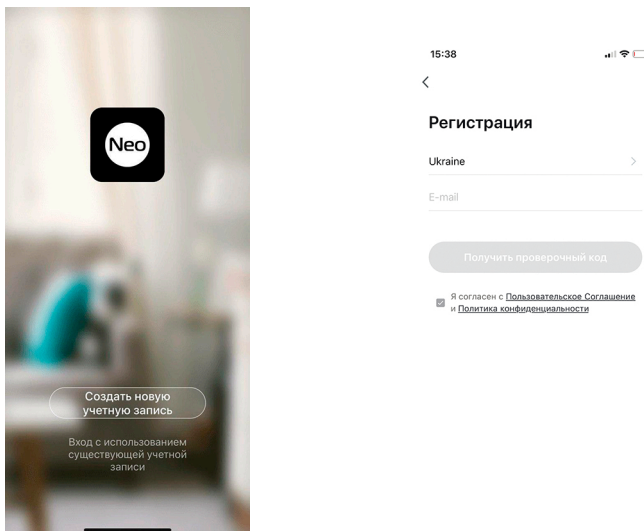 Neo
Создать новую
учетную запись
Вход с использованием
существующей учетной
записи
15:38
Регистрация
Ukraine
E-mail
Получить проверочный код
Я согласен с Пользовательское Соглашение
и Политика конфиденциальности